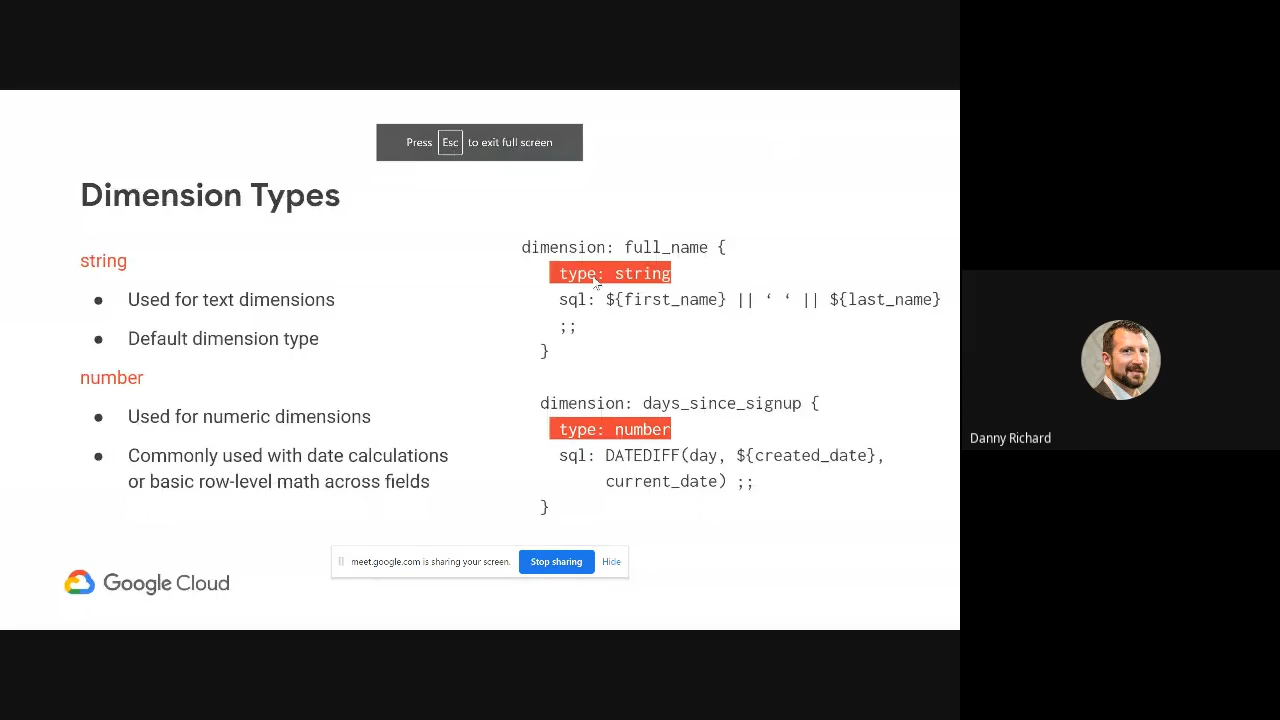 Press Esc to exit full screen
Dimension Types
string
● Used for text dimensions
● Default dimension type
number
● Used for numeric dimensions
● Commonly used with date calculations
or basic row-level math across fields
dimension: full_name {
type: string
sql: ${first_name} || ‘ ‘ || ${last_name}
;;
}
dimension: days_since_signup {
type: number
sql: DATEDIFF(day, ${created_date},
current_date) ;;
}
meet.google.com is sharing your screen. Stop sharing Hide
Google Cloud
Danny Richard